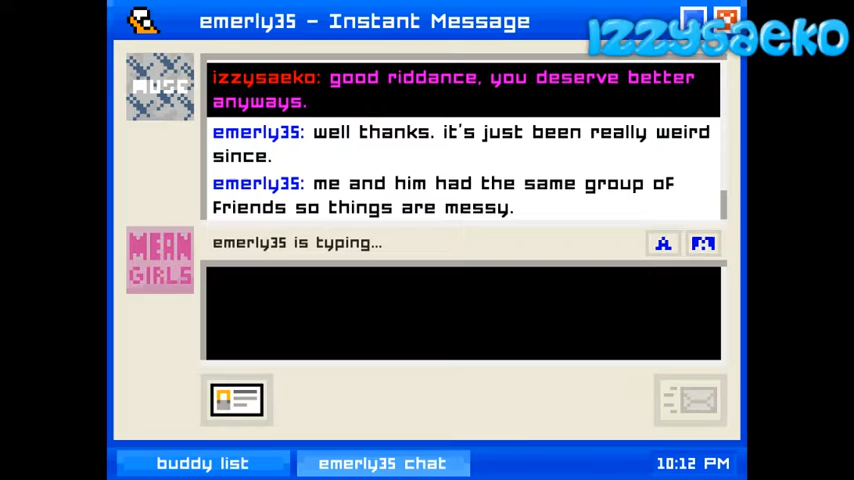 emerly35 - Instant Message
IZZYSAEKO
MUSE
izzysaeko: good riddance, you deserve better
anyways.
emerly35: well thanks. it's just been really weird
since.
emerly35: me and him had the same group of
friends so things are messy.
emerly35 is typing...
A
MEAN
GIRLS
buddy list
emerly35 chat
10:12 PM